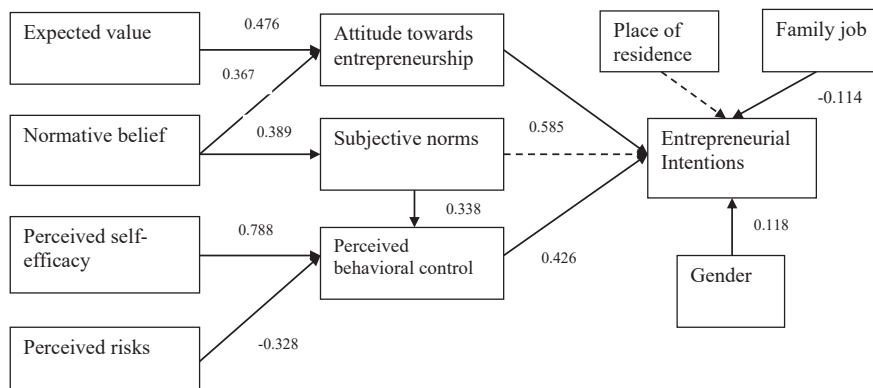 Expected value
0.476
Attitude towards
entrepreneurship
Place of
residence
Family job
0.367
-0.114
Normative belief
0.389
Subjective norms
0.585
Entrepreneurial
Intentions
0.338
Perceived self-
efficacy
0.788
Perceived
behavioral control
0.426
0.118
Gender
Perceived risks
-0.328